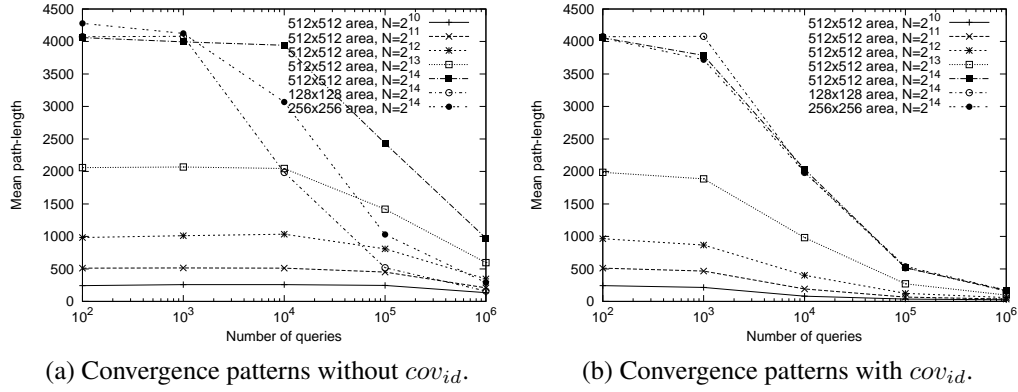 4500
4000
3500
3000
2500
2000
1500
1000
500
0
Mean path-length
10^2
10^3
10^4
10^5
10^6
Number of queries
512x512 area, N=2^10
512x512 area, N=2^11
512x512 area, N=2^12
512x512 area, N=2^13
512x512 area, N=2^14
128x128 area, N=2^14
256x256 area, N=2^14
(a) Convergence patterns without cov_{id}.
4500
4000
3500
3000
2500
2000
1500
1000
500
0
Mean path-length
10^2
10^3
10^4
10^5
10^6
Number of queries
512x512 area, N=2^10
512x512 area, N=2^11
512x512 area, N=2^12
512x512 area, N=2^13
512x512 area, N=2^14
128x128 area, N=2^14
256x256 area, N=2^14
(b) Convergence patterns with cov_{id}.